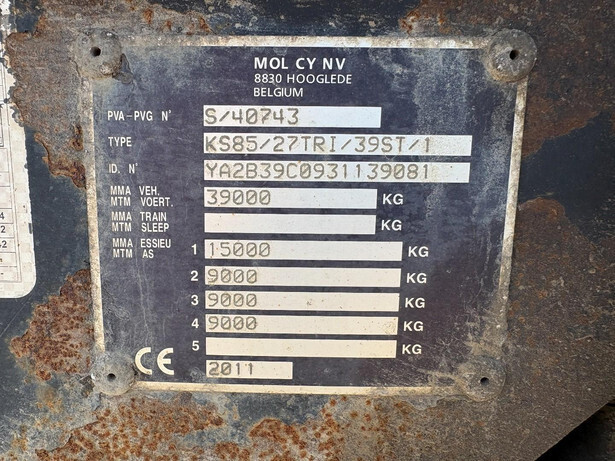 MOL CY NV
8830 HOOGLEDE
BELGIUM
PVA-PVG N° S/40743
TYPE KS85/27TRI/39ST/1
ID. N° YA2B39C0931139081
MMA VEH. 39000 KG
MTM VOERT.
MMA TRAIN KG
MTM SLEEP
MMA ESSIEU 1 15000 KG
MTM AS
2 9000 KG
3 9000 KG
4 9000 KG
5 KG
CE 2011